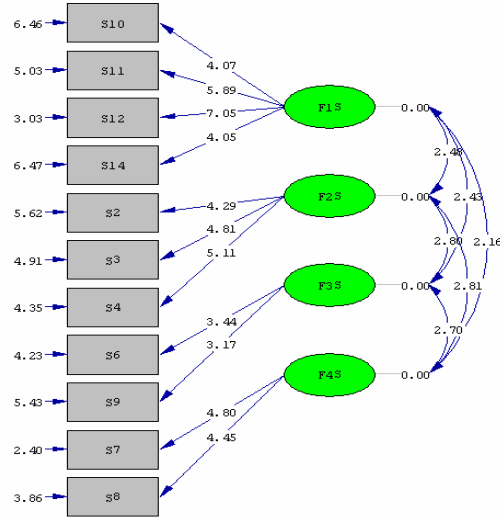 6.46 S10
4.07
5.03 S11
5.89
F1S 0.00
3.03 S12
7.05
4.05
2.48
6.47 S14
4.29
F2S 0.00
2.43
5.62 S2
4.81
2.80
2.16
4.91 S3
5.11
F3S 0.00
2.81
4.35 S4
3.44
2.70
4.23 S6
3.17
F4S 0.00
5.43 S9
4.80
2.40 S7
4.45
3.86 S8